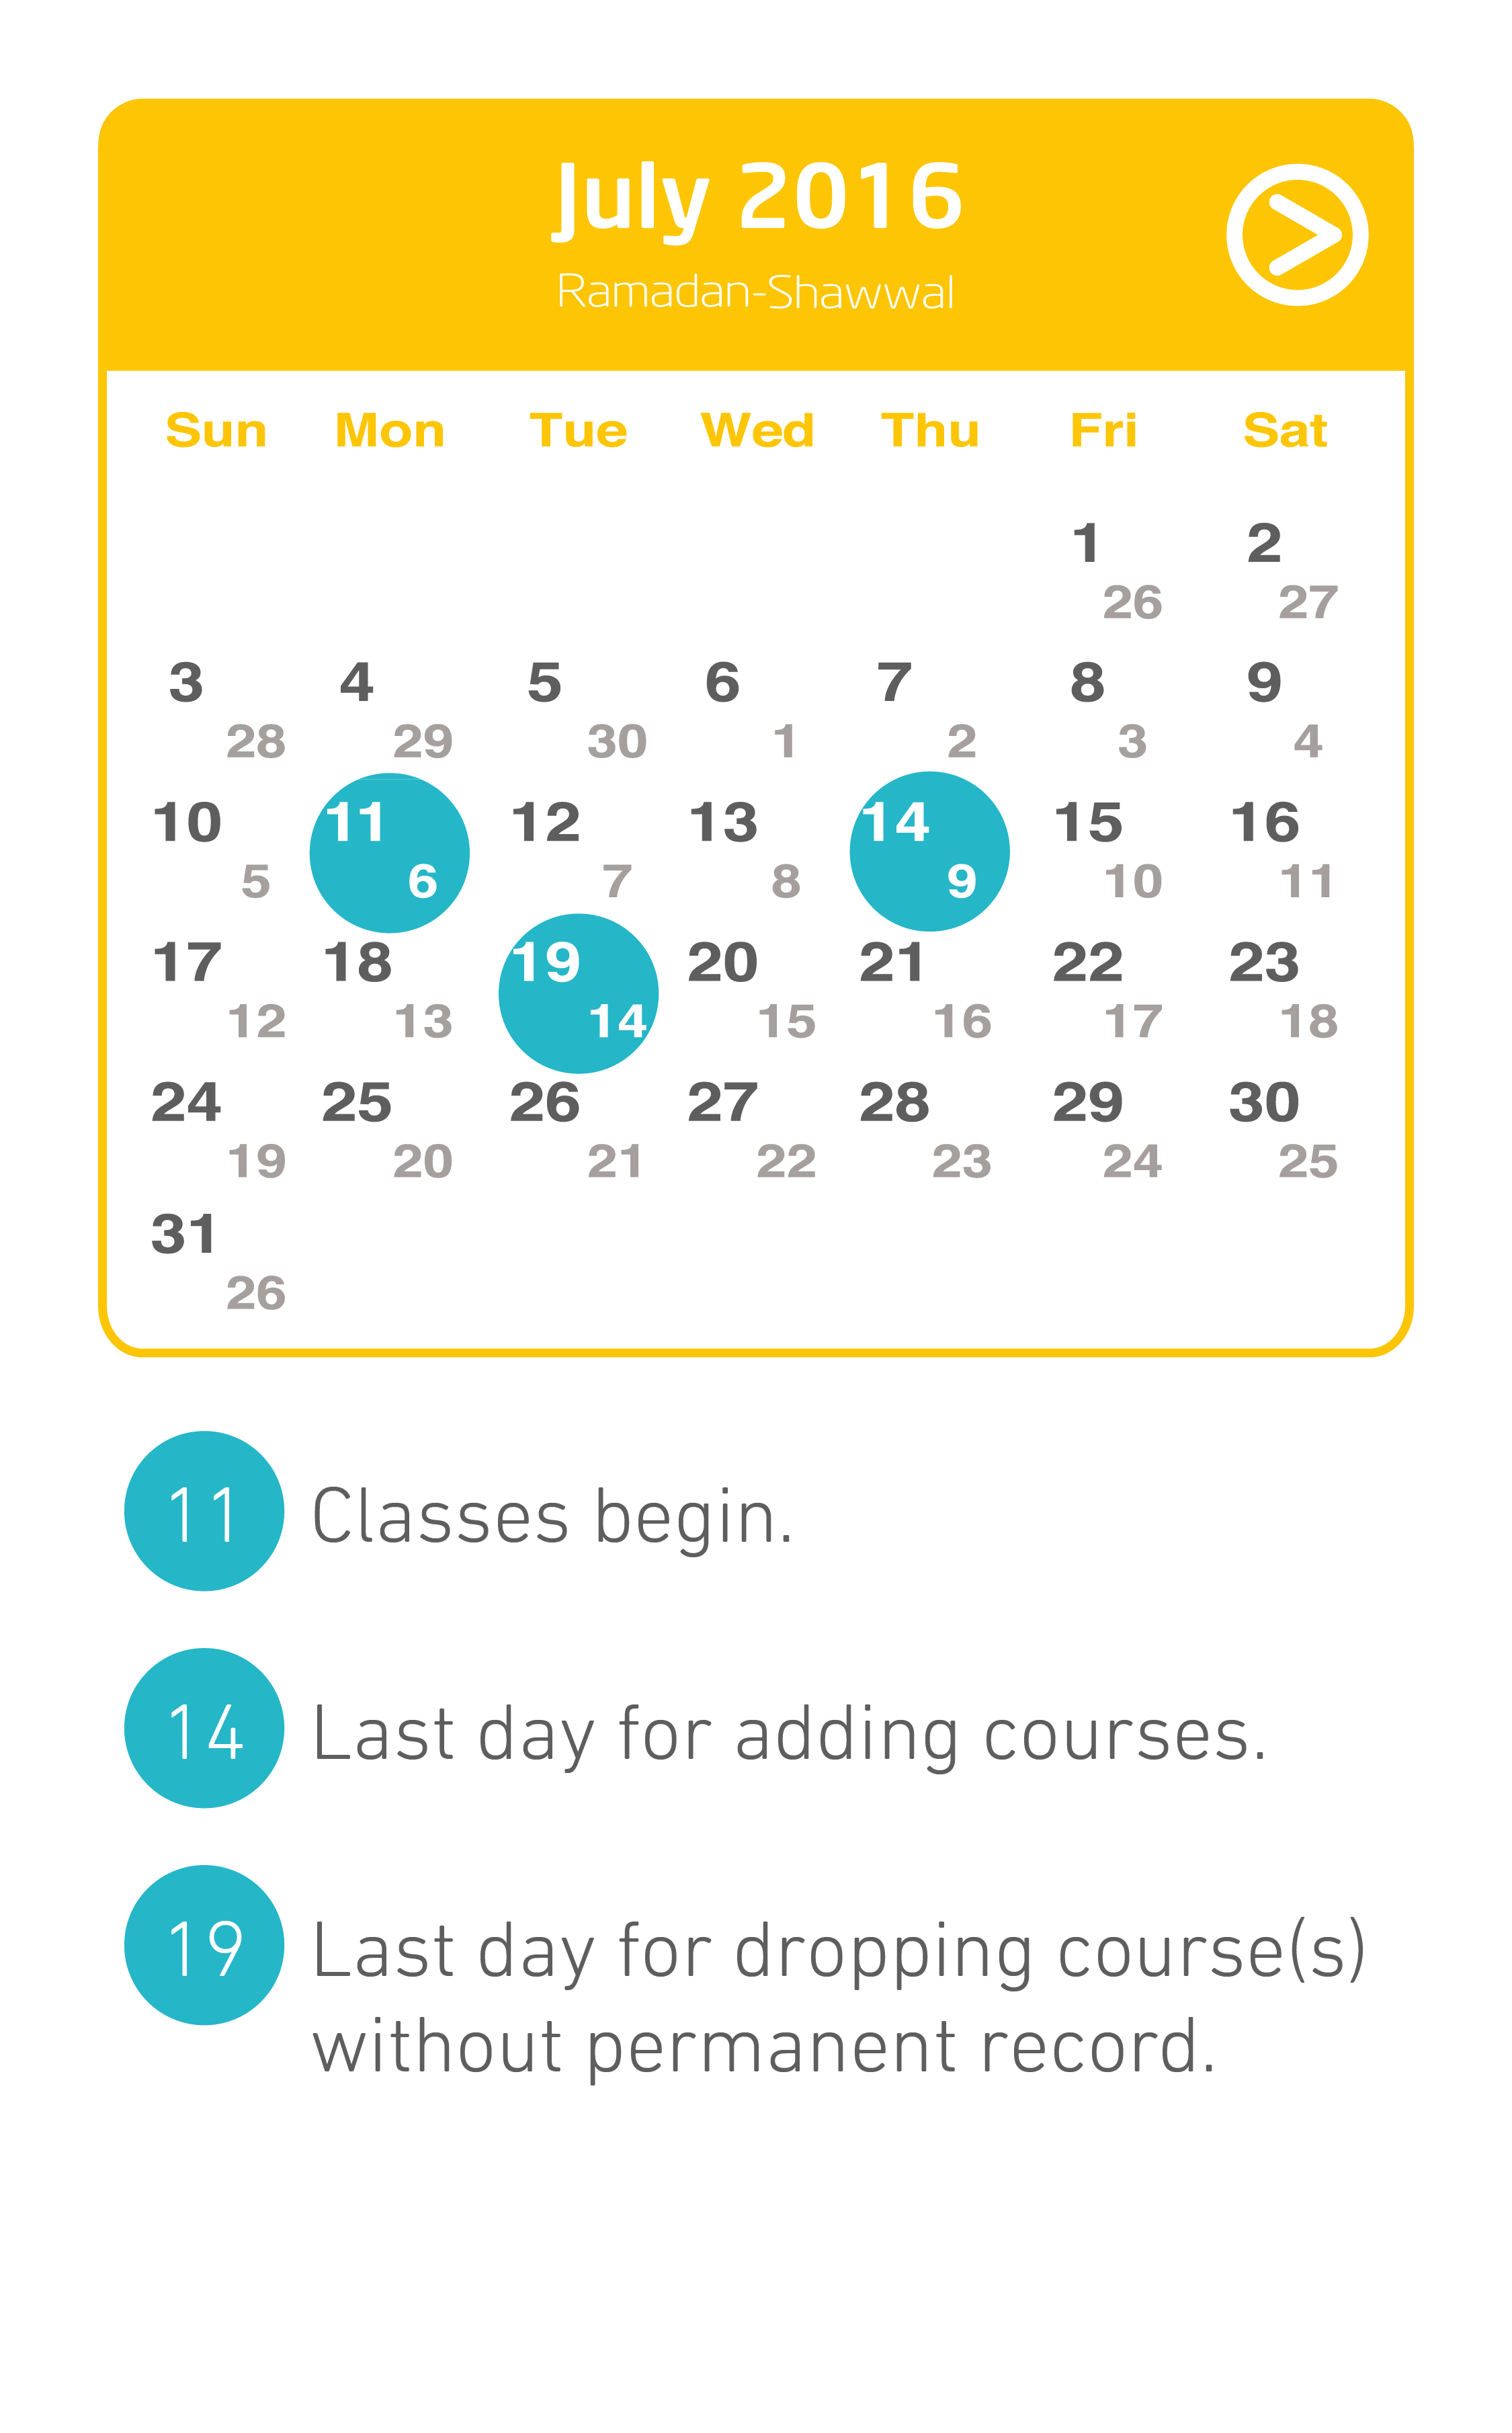 July 2016
Ramadan-Shawwal
>
Sun Mon Tue Wed Thu Fri Sat
1 2
26 27
3 4 5 6 7 8 9
28 29 30 1 2 3 4
10 11 12 13 14 15 16
5 6 7 8 9 10 11
17 18 19 20 21 22 23
12 13 14 15 16 17 18
24 25 26 27 28 29 30
19 20 21 22 23 24 25
31
26
11 Classes begin.
14 Last day for adding courses.
19 Last day for dropping course(s)
without permanent record.